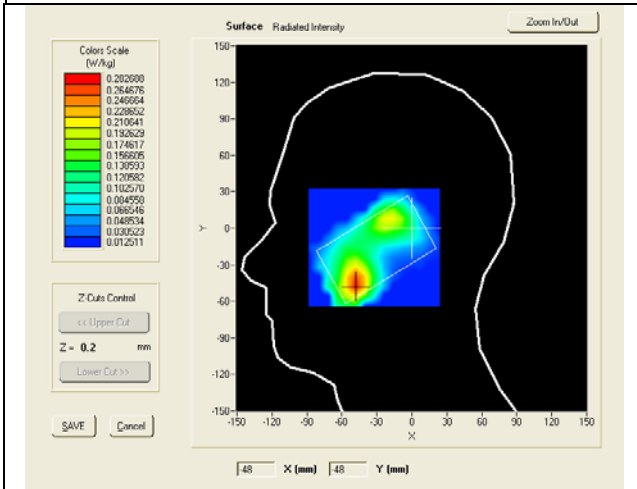 Surface Radiated Intensity
Zoom In/Out
Colors Scale
(W/kg)
0.282688
0.264676
0.246664
0.228652
0.210641
0.192629
0.174617
0.156605
0.138593
0.120582
0.102570
0.084558
0.066546
0.048534
0.030523
0.012511
Z-Cuts Control
<< Upper Cut
Z = 0.2 mm
Lower Cut >>
SAVE Cancel
150
120
90
60
30
0
-30
-60
-90
-120
-150
Y
-150 -120 -90 -60 -30 0 30 60 90 120 150
X
-48 X (mm) -48 Y (mm)